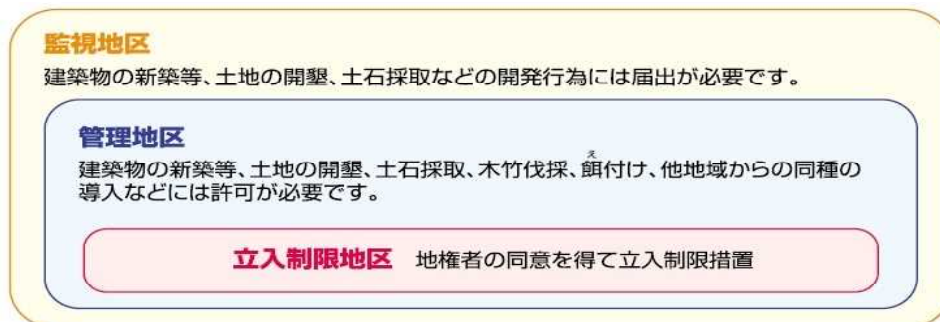 監視地区
建築物の新築等、土地の開墾、土石採取などの開発行為には届出が必要です。
管理地区
え
建築物の新築等、土地の開墾、土石採取、木竹伐採、餌付け、他地域からの同種の
導入などには許可が必要です。
立入制限地区 地権者の同意を得て立入制限措置